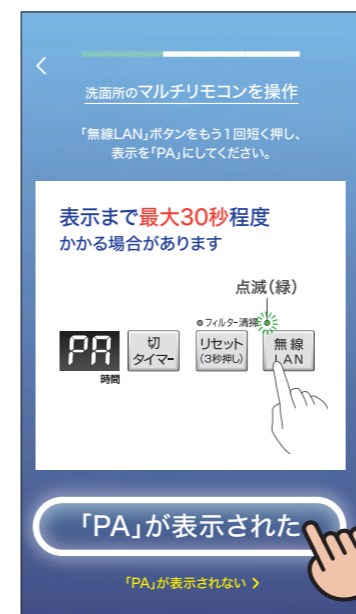 洗面所のマルチリモコンを操作
「無線LAN」ボタンをもう1回短く押し、
表示を「PA」にしてください。
表示まで最大30秒程度
かかる場合があります
点滅(緑)
フィルター清掃
PA
時間
切
タイマー
リセット
(3秒押し)
無線
LAN
「PA」が表示された
「PA」が表示されない >